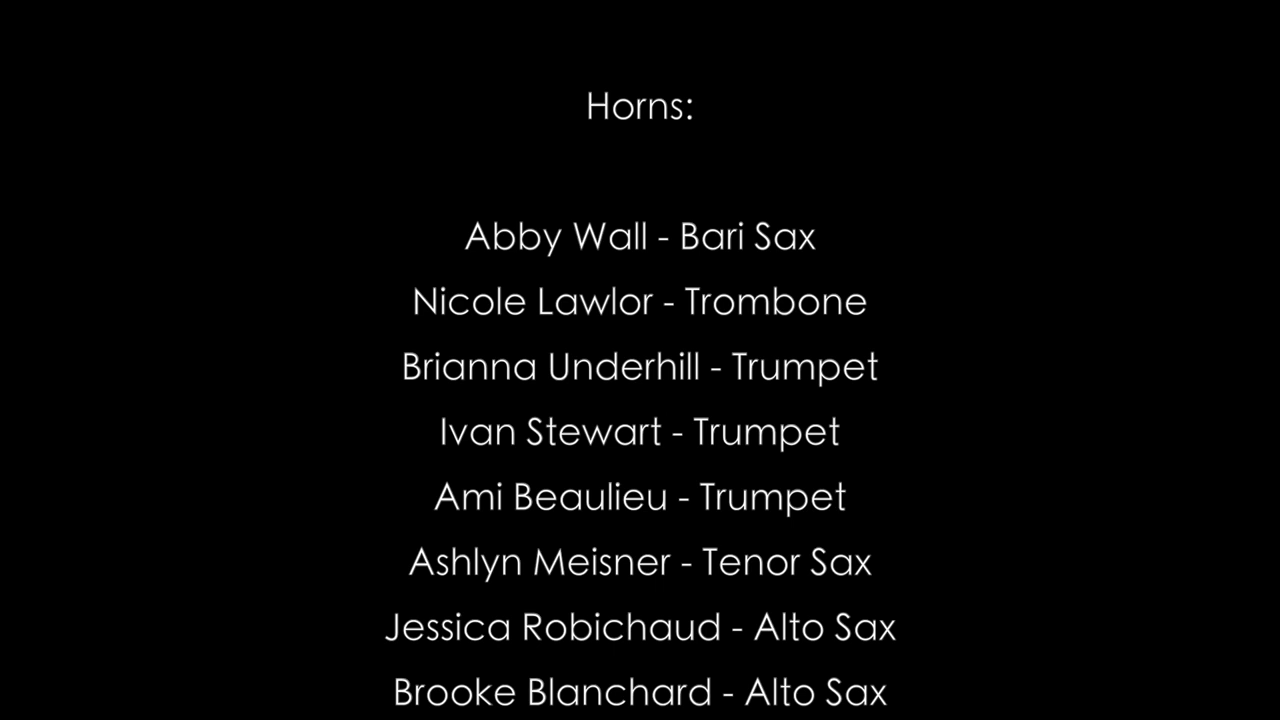 Horns:
Abby Wall - Bari Sax
Nicole Lawlor - Trombone
Brianna Underhill - Trumpet
Ivan Stewart - Trumpet
Ami Beaulieu - Trumpet
Ashlyn Meisner - Tenor Sax
Jessica Robichaud - Alto Sax
Brooke Blanchard - Alto Sax